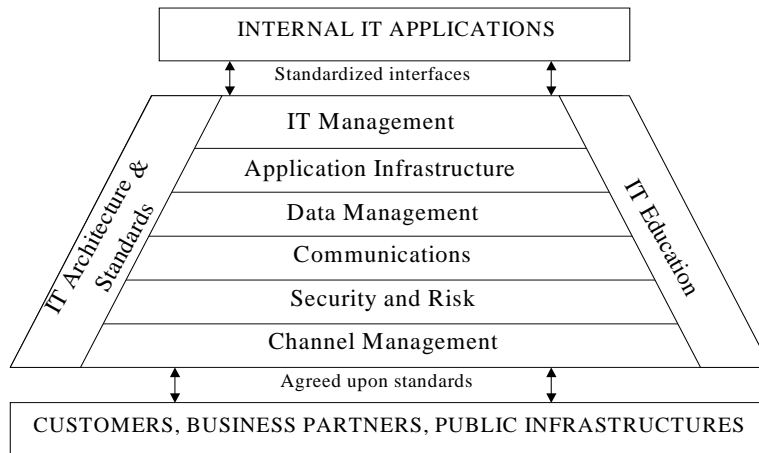 INTERNAL IT APPLICATIONS
Standardized interfaces
IT Management
Application Infrastructure
Data Management
Communications
Security and Risk
Channel Management
IT Architecture &
Standards
IT Education
Agreed upon standards
CUSTOMERS, BUSINESS PARTNERS, PUBLIC INFRASTRUCTURES